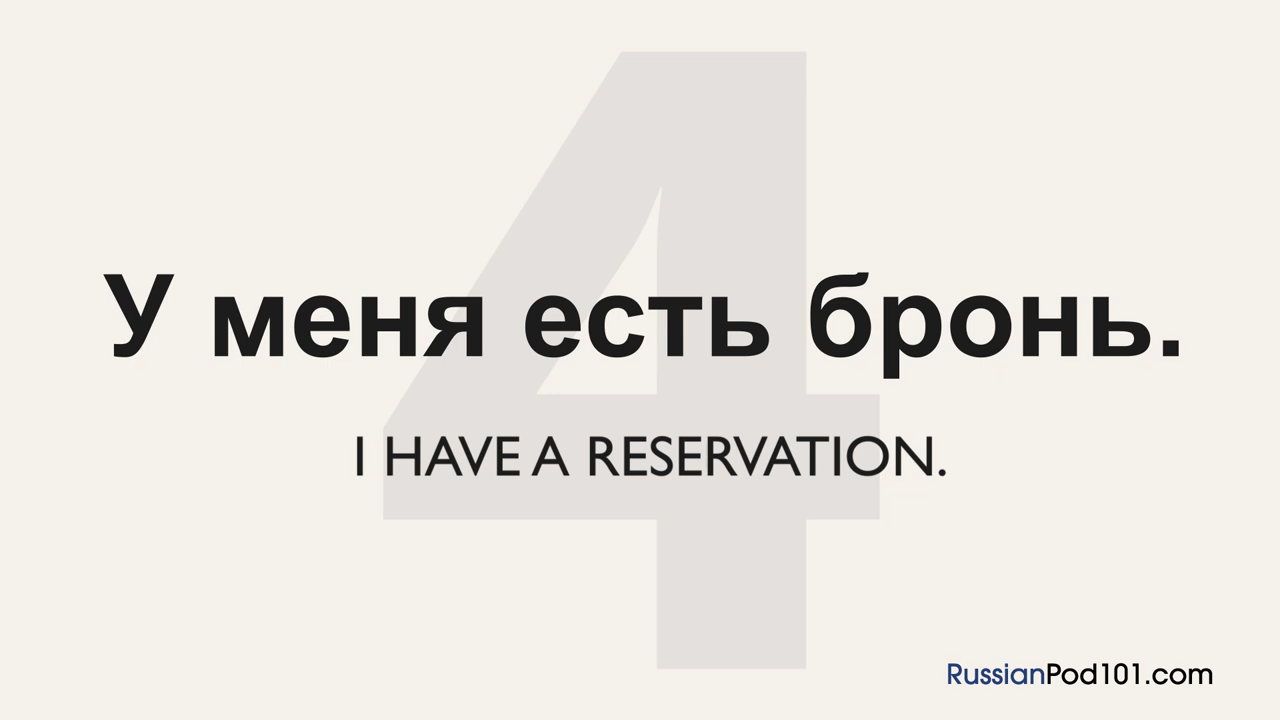 4
У меня есть бронь.
I HAVE A RESERVATION.
RussianPod101.com